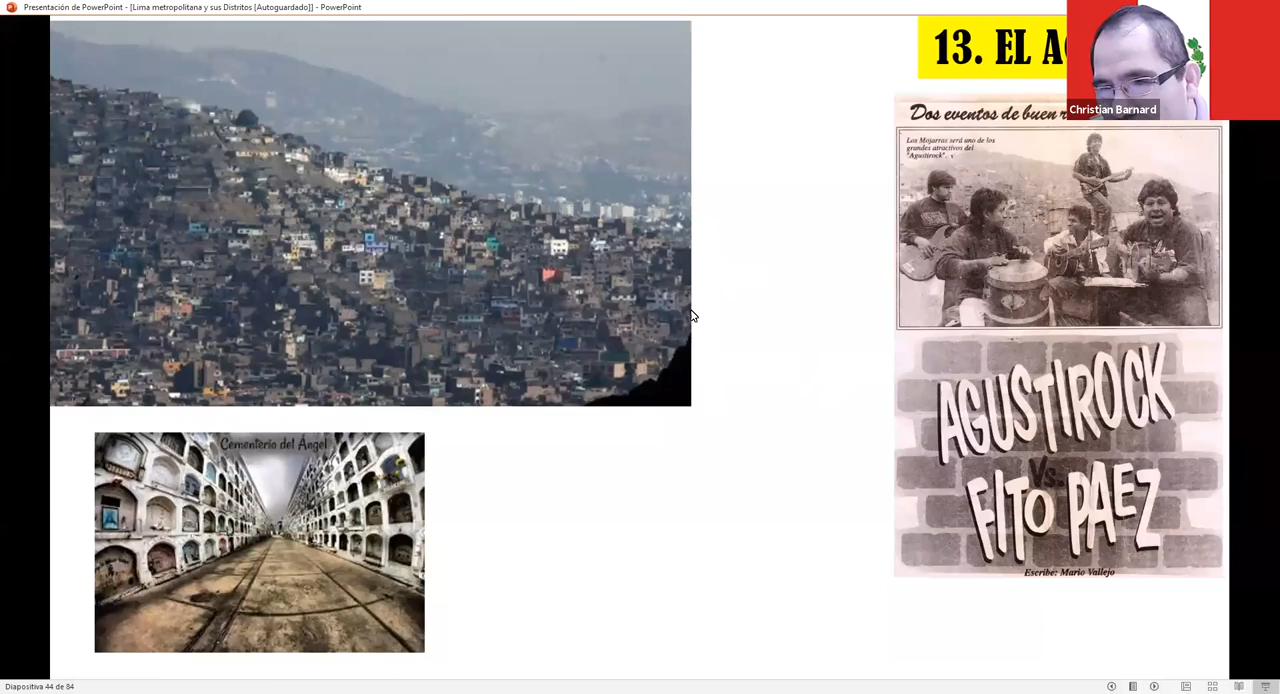 Presentación de PowerPoint - [Lima metropolitana y sus Distritos [Autoguardado]] - PowerPoint
13. EL A
Christian Barnard
Dos eventos de buen
Los Mojarras será uno de los
grandes atractivos del
"Agustirock".
Cementerio del Ángel
AGUSTIROCK
Vs.
FITO PAEZ
Escribe: Mario Vallejo
Diapositiva 44 de 84